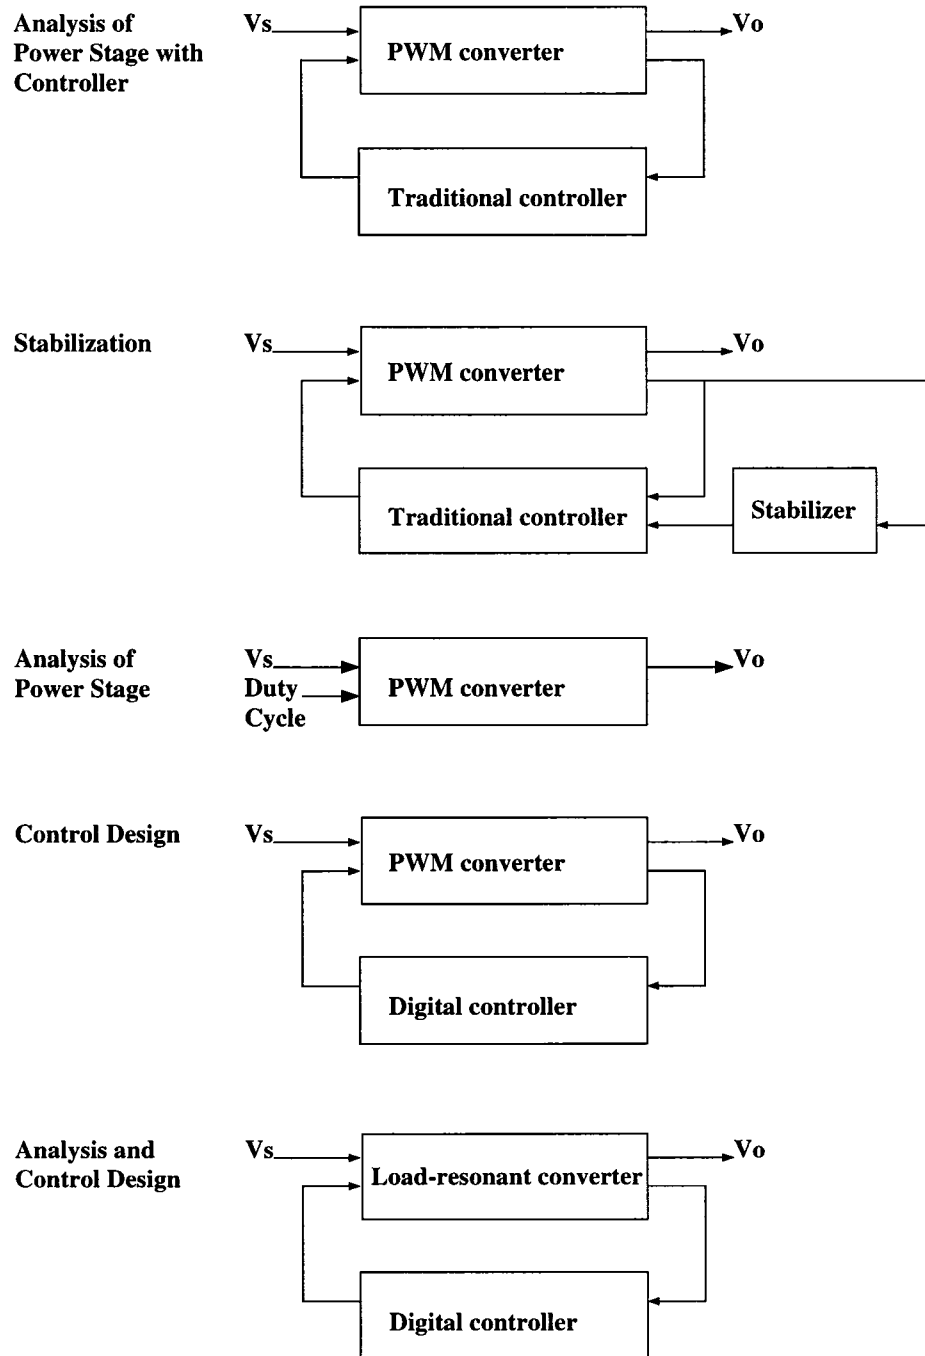 Analysis of
Power Stage with
Controller
Vs
PWM converter
Vo
Traditional controller
Stabilization
Vs
PWM converter
Vo
Traditional controller
Stabilizer
Analysis of
Power Stage
Vs
Duty
Cycle
PWM converter
Vo
Control Design
Vs
PWM converter
Vo
Digital controller
Analysis and
Control Design
Vs
Load-resonant converter
Vo
Digital controller